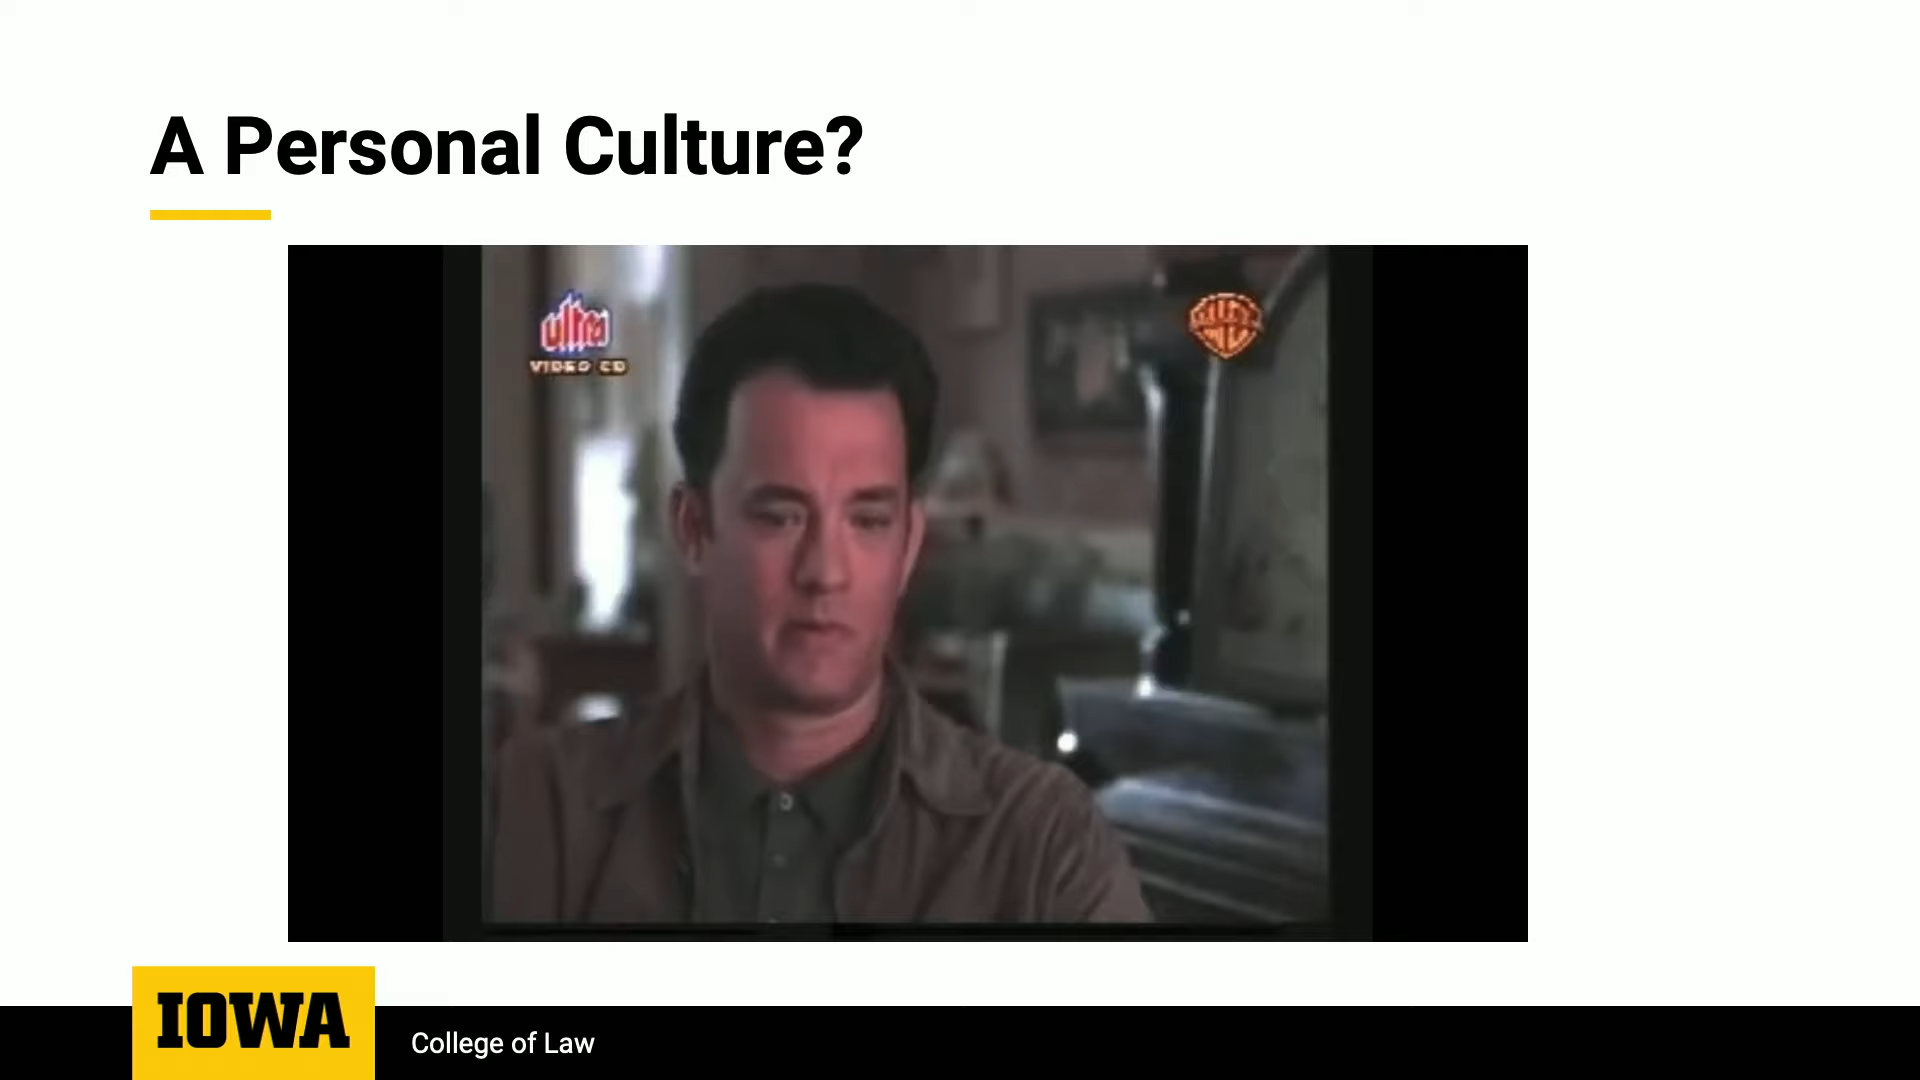 A Personal Culture?
ultra
VIDEO CD
IOWA
College of Law